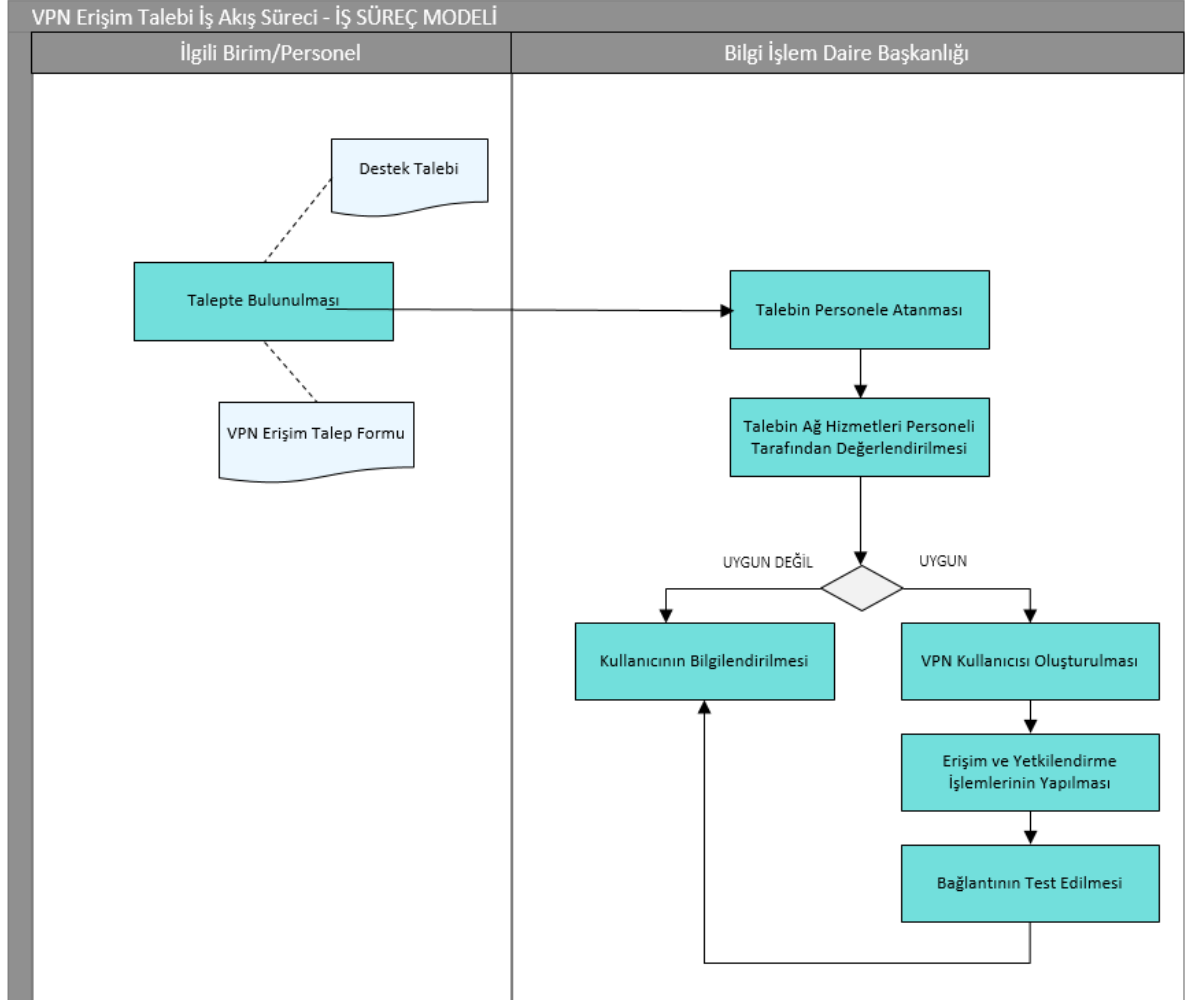 VPN Erişim Talebi İş Akış Süreci - İŞ SÜREÇ MODELİ
İlgili Birim/Personel
Bilgi İşlem Daire Başkanlığı
Destek Talebi
Talepte Bulunulması
VPN Erişim Talep Formu
Talebin Personele Atanması
Talebin Ağ Hizmetleri Personeli
Tarafından Değerlendirilmesi
UYGUN DEĞİL
UYGUN
Kullanıcının Bilgilendirilmesi
VPN Kullanıcısı Oluşturulması
Erişim ve Yetkilendirme
İşlemlerinin Yapılması
Bağlantının Test Edilmesi